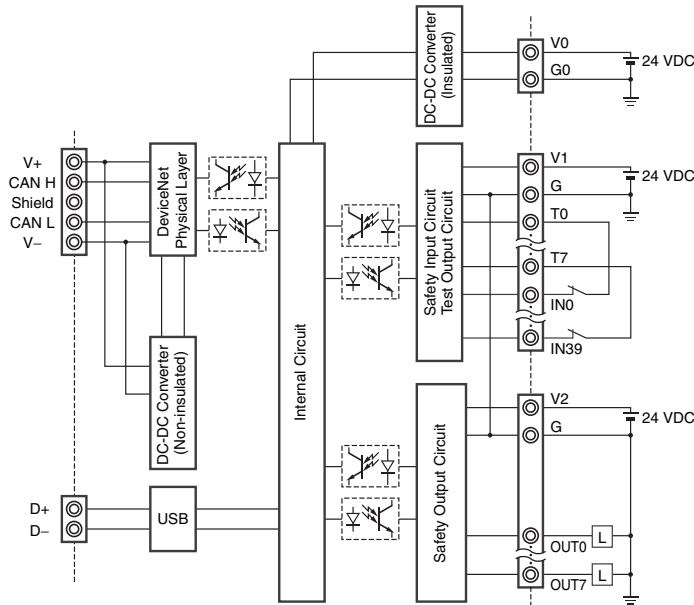 V0
24 VDC
G0
DC-DC Converter
(Insulated)
V+
CAN H
Shield
CAN L
V−
DeviceNet
Physical Layer
DC-DC Converter
(Non-insulated)
D+
D−
USB
Internal Circuit
Safety Input Circuit
Test Output Circuit
V1
24 VDC
G
T0
T7
IN0
IN39
Safety Output Circuit
V2
24 VDC
G
OUT0
L
OUT7
L